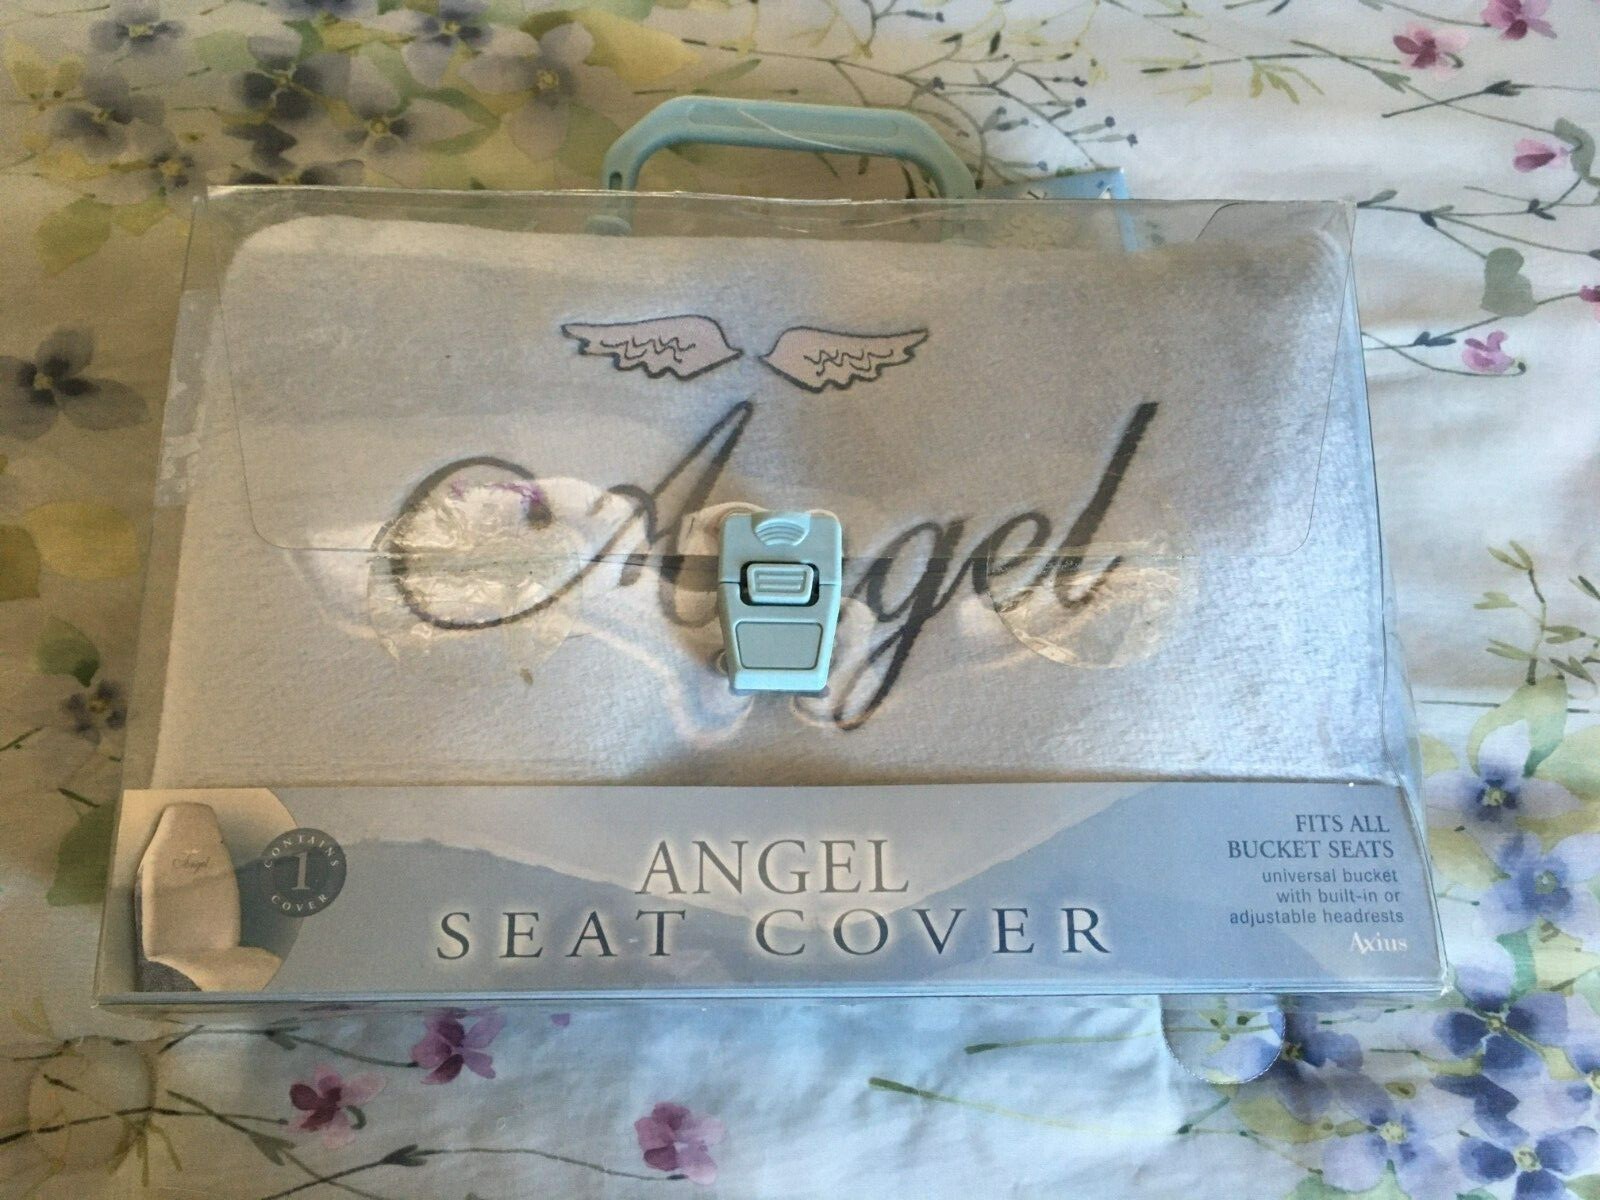 Angel
Angel
CONTAINS
1
COVER
ANGEL
SEAT COVER
FITS ALL
BUCKET SEATS
universal bucket
with built-in or
adjustable headrests
Axius